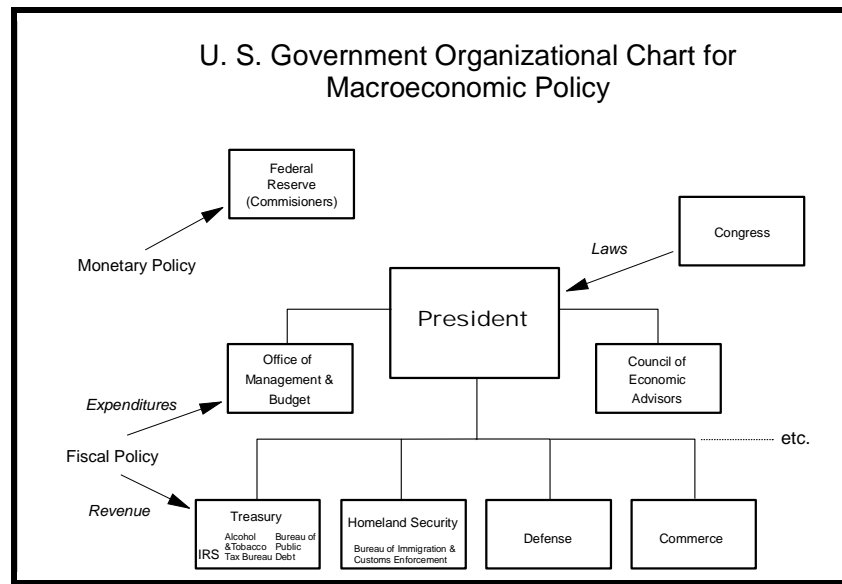 U. S. Government Organizational Chart for
Macroeconomic Policy
Federal
Reserve
(Commisioners)
Congress
Laws
Monetary Policy
President
Office of
Management &
Budget
Council of
Economic
Advisors
Expenditures
etc.
Fiscal Policy
Revenue
Treasury
IRS
Alcohol
&Tobacco
Tax Bureau
Bureau of
Public
Debt
Homeland Security
Bureau of Immigration &
Customs Enforcement
Defense
Commerce